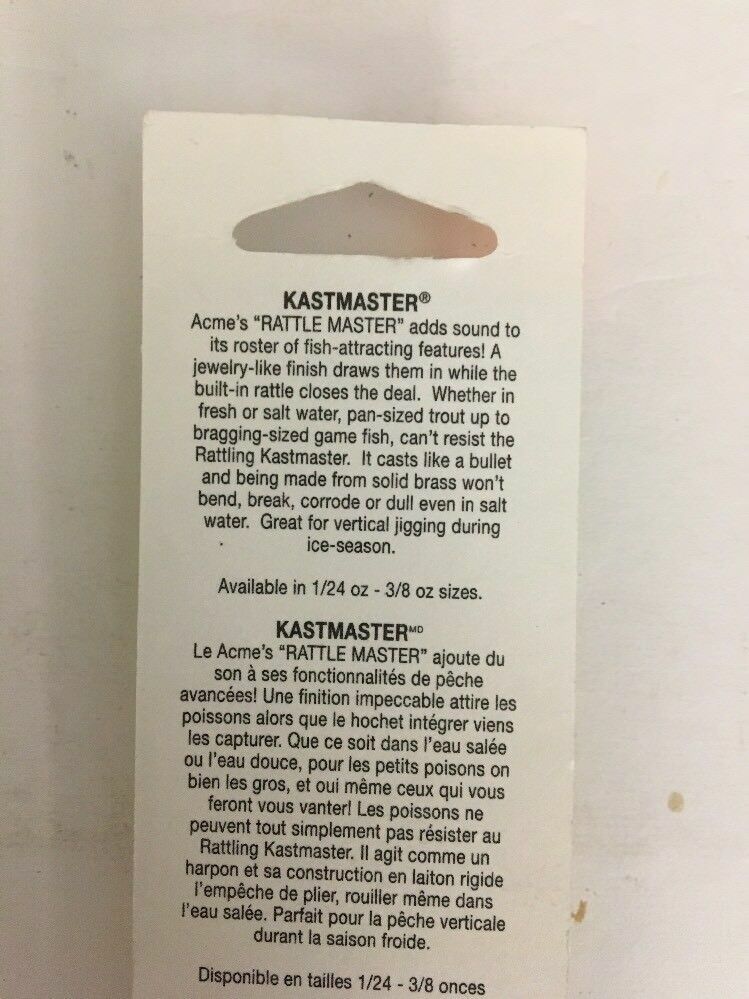 KASTMASTER®
Acme's “RATTLE MASTER” adds sound to
its roster of fish-attracting features! A
jewelry-like finish draws them in while the
built-in rattle closes the deal. Whether in
fresh or salt water, pan-sized trout up to
bragging-sized game fish, can't resist the
Rattling Kastmaster. It casts like a bullet
and being made from solid brass won't
bend, break, corrode or dull even in salt
water. Great for vertical jigging during
ice-season.
Available in 1/24 oz - 3/8 oz sizes.
KASTMASTER MD
Le Acme's “RATTLE MASTER” ajoute du
son à ses fonctionnalités de pêche
avancées! Une finition impeccable attire les
poissons alors que le hochet intégrer viens
les capturer. Que ce soit dans l'eau salée
ou l'eau douce, pour les petits poisons on
bien les gros, et oui même ceux qui vous
feront vous vanter! Les poissons ne
peuvent tout simplement pas résister au
Rattling Kastmaster. Il agit comme un
harpon et sa construction en laiton rigide
l'empêche de plier, rouiller même dans
l'eau salée. Parfait pour la pêche verticale
durant la saison froide.
Disponible en tailles 1/24 - 3/8 onces